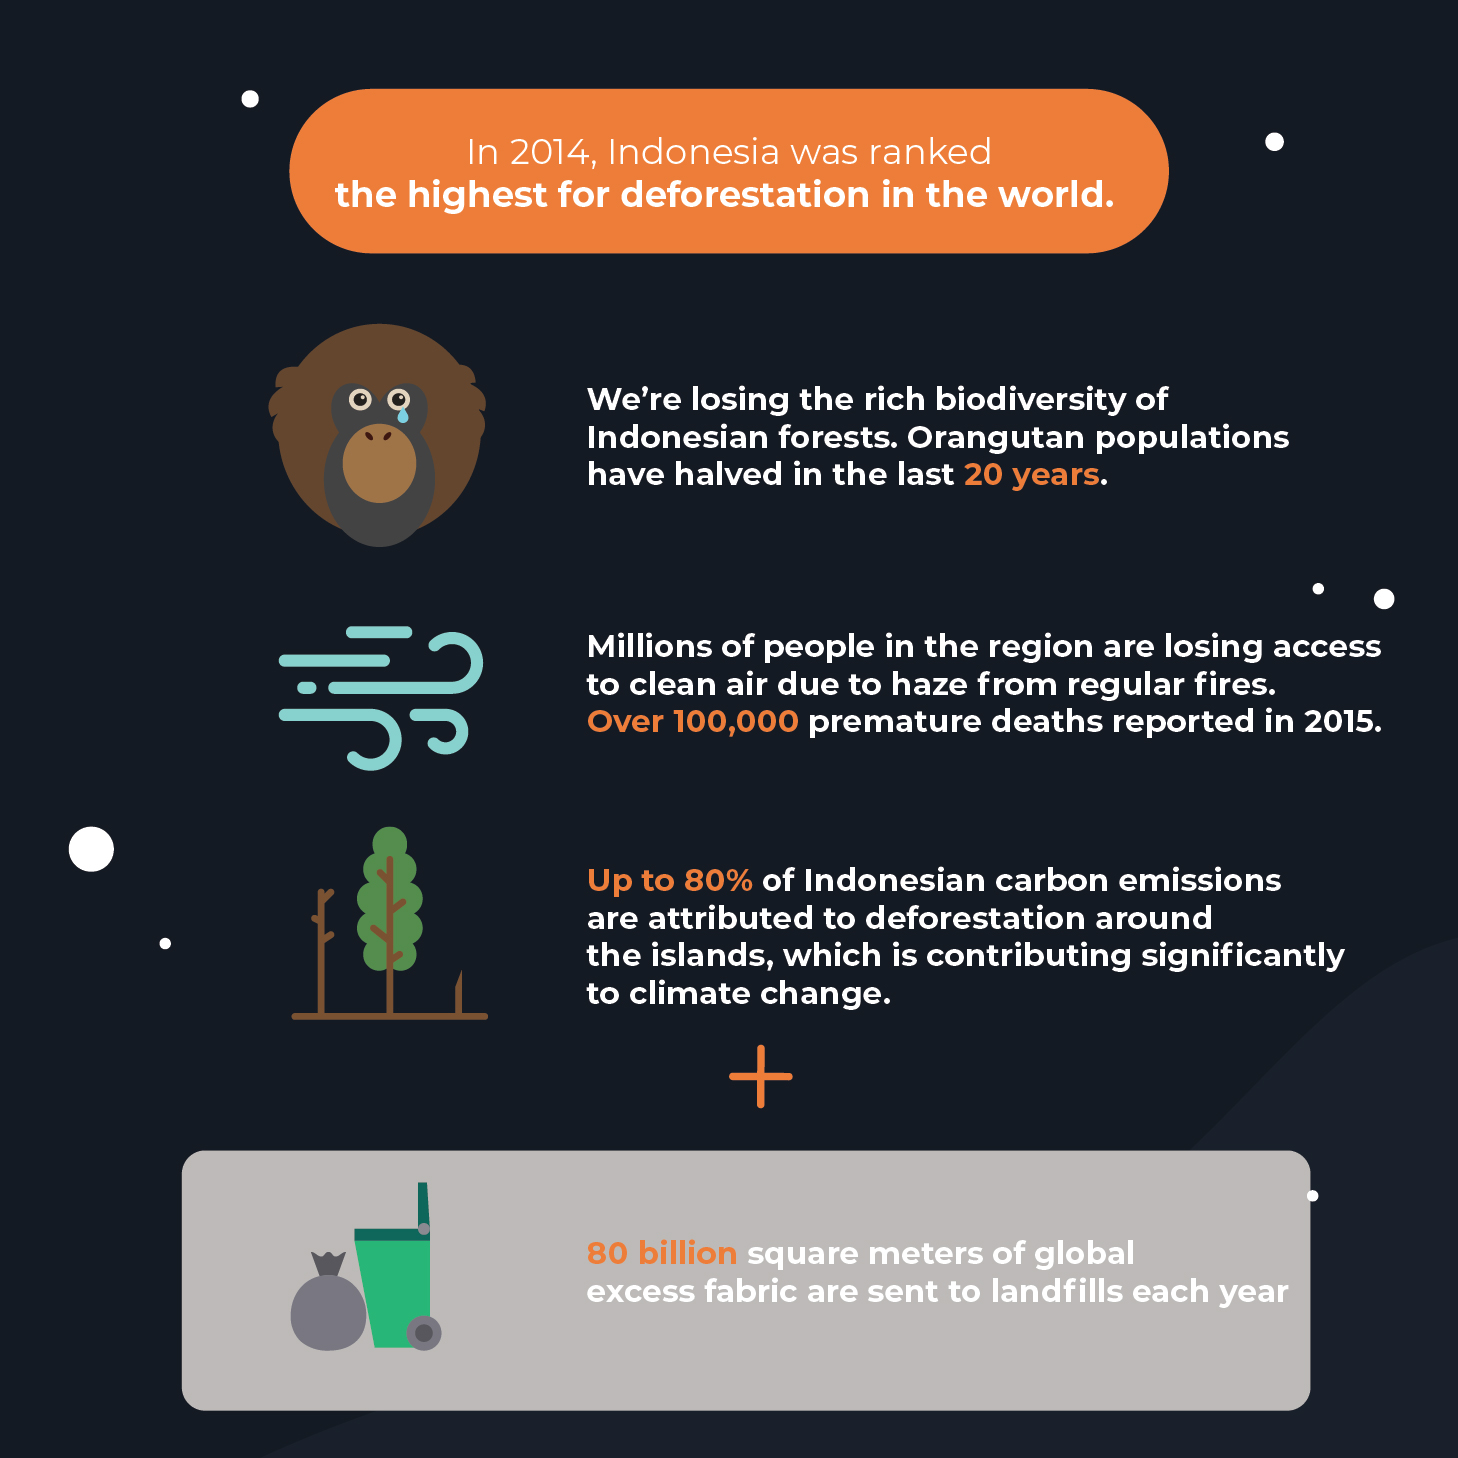 In 2014, Indonesia was ranked
the highest for deforestation in the world.
We’re losing the rich biodiversity of
Indonesian forests. Orangutan populations
have halved in the last 20 years.
Millions of people in the region are losing access
to clean air due to haze from regular fires.
Over 100,000 premature deaths reported in 2015.
Up to 80% of Indonesian carbon emissions
are attributed to deforestation around
the islands, which is contributing significantly
to climate change.
80 billion square meters of global
excess fabric are sent to landfills each year